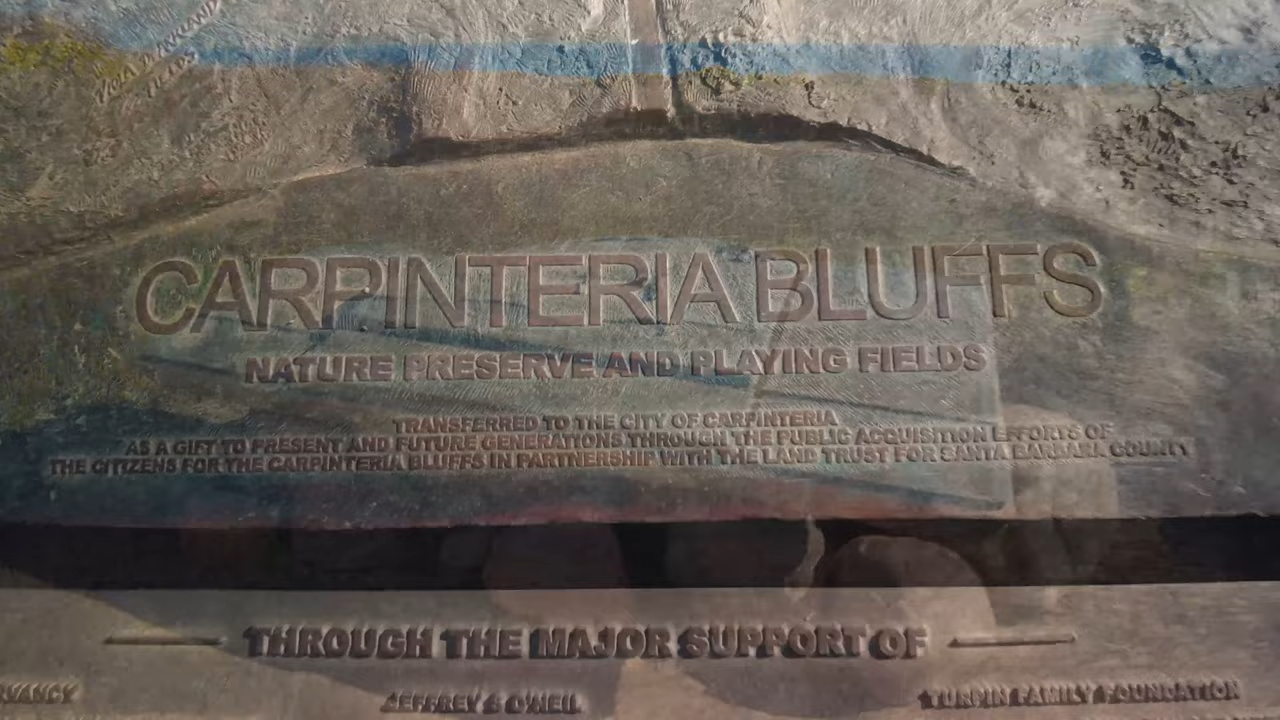 CARPINTERIA BLUFFS
NATURE PRESERVE AND PLAYING FIELDS
TRANSFERRED TO THE CITY OF CARPINTERIA
AS A GIFT TO PRESENT AND FUTURE GENERATIONS THROUGH THE PUBLIC ACQUISITION EFFORTS OF
THE CITIZENS FOR THE CARPINTERIA BLUFFS IN PARTNERSHIP WITH THE LAND TRUST FOR SANTA BARBARA COUNTY
THROUGH THE MAJOR SUPPORT OF
TURPIN FAMILY FOUNDATION